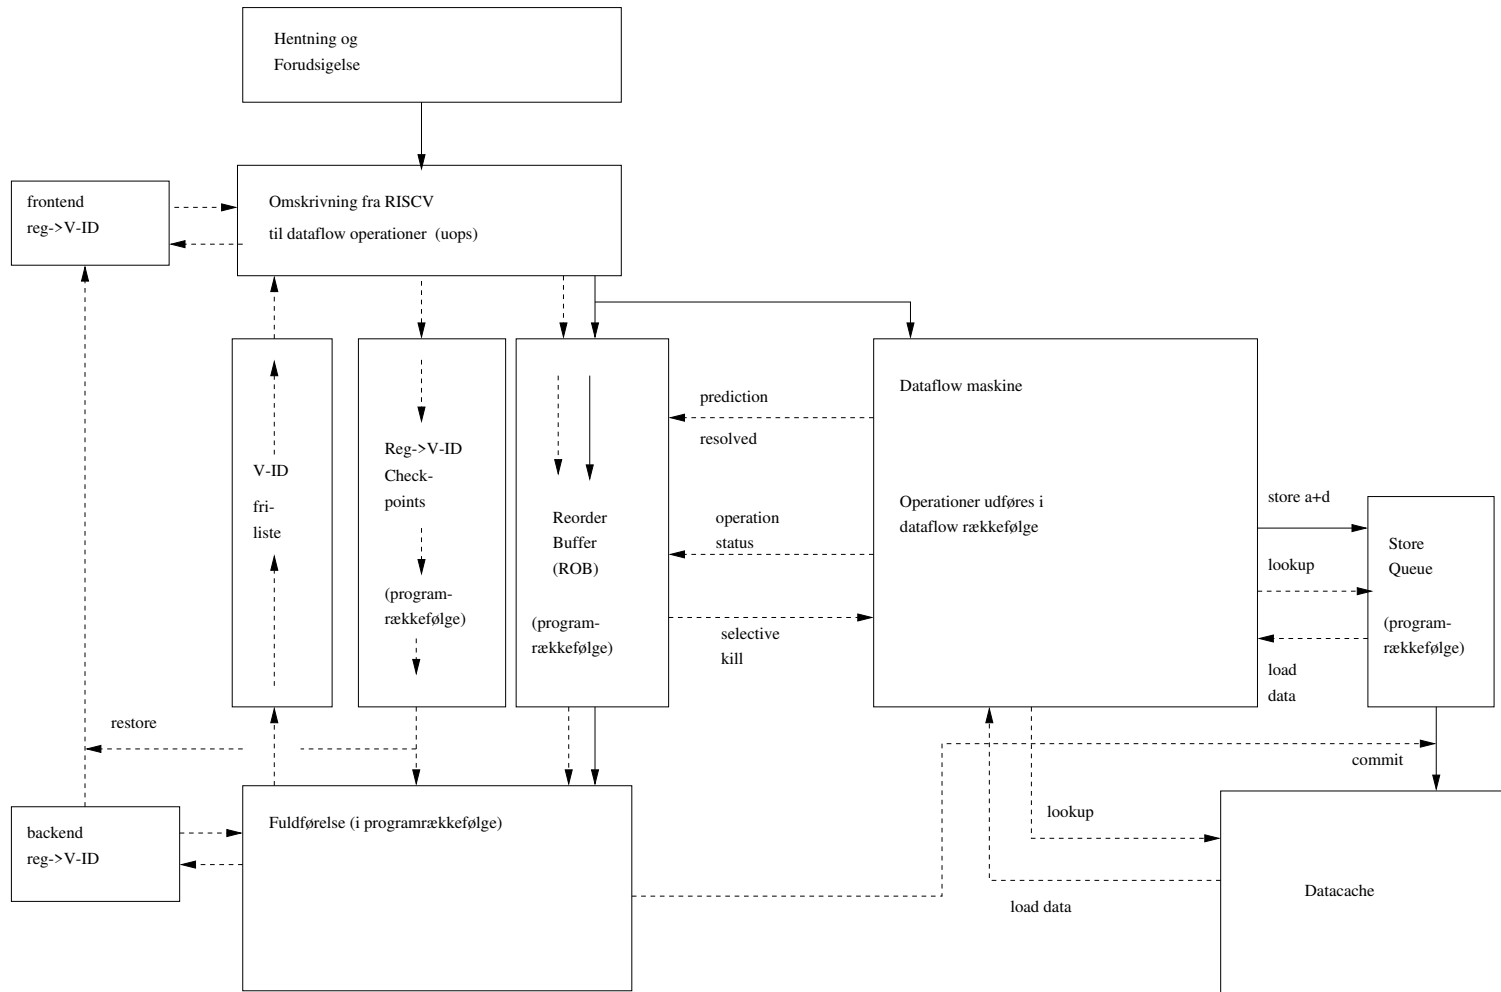 Hentning og
Forudsigelse
frontend
reg->V-ID
Omskrivning fra RISCV
til dataflow operationer (uops)
V-ID
fri-
liste
Reg->V-ID
Check-
points
(program-
rækkefølge)
Reorder
Buffer
(ROB)
(program-
rækkefølge)
prediction
resolved
operation
status
selective
kill
Dataflow maskine
Operationer udføres i
dataflow rækkefølge
store a+d
lookup
load
data
Store
Queue
(program-
rækkefølge)
restore
commit
backend
reg->V-ID
Fuldførelse (i programrækkefølge)
lookup
load data
Datacache